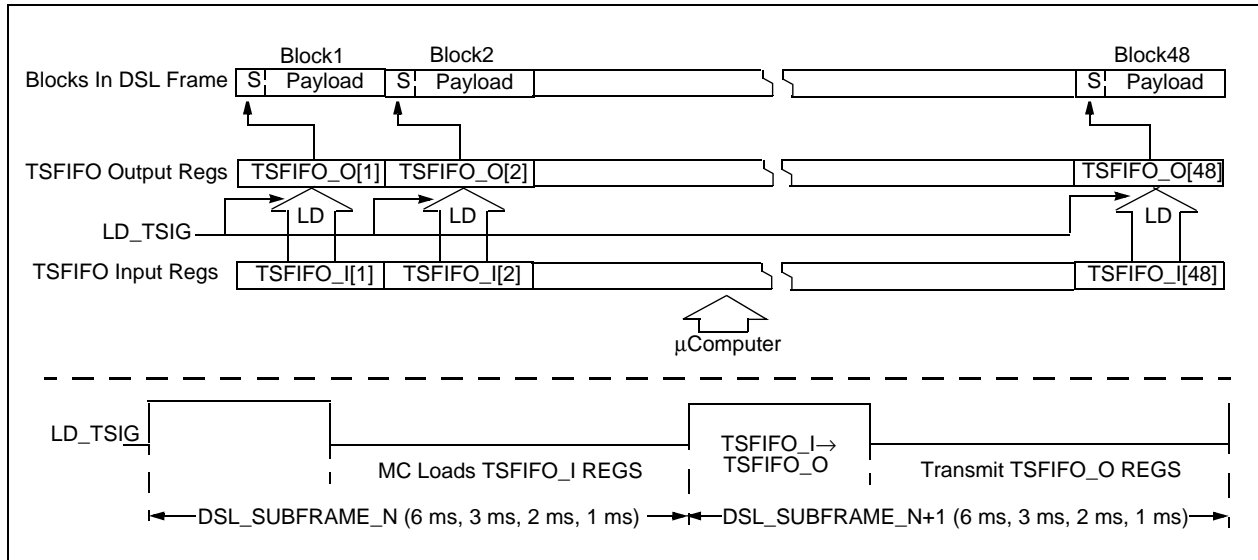 Block1 Block2 Block48
Blocks In DSL Frame S Payload S Payload S Payload
TSFIFO Output Regs TSFIFO_O[1] TSFIFO_O[2] TSFIFO_O[48]
LD LD LD
LD_TSIG
TSFIFO Input Regs TSFIFO_I[1] TSFIFO_I[2] TSFIFO_I[48]
μComputer
LD_TSIG
TSFIFO_I→
TSFIFO_O
MC Loads TSFIFO_I REGS Transmit TSFIFO_O REGS
DSL_SUBFRAME_N (6 ms, 3 ms, 2 ms, 1 ms) DSL_SUBFRAME_N+1 (6 ms, 3 ms, 2 ms, 1 ms)